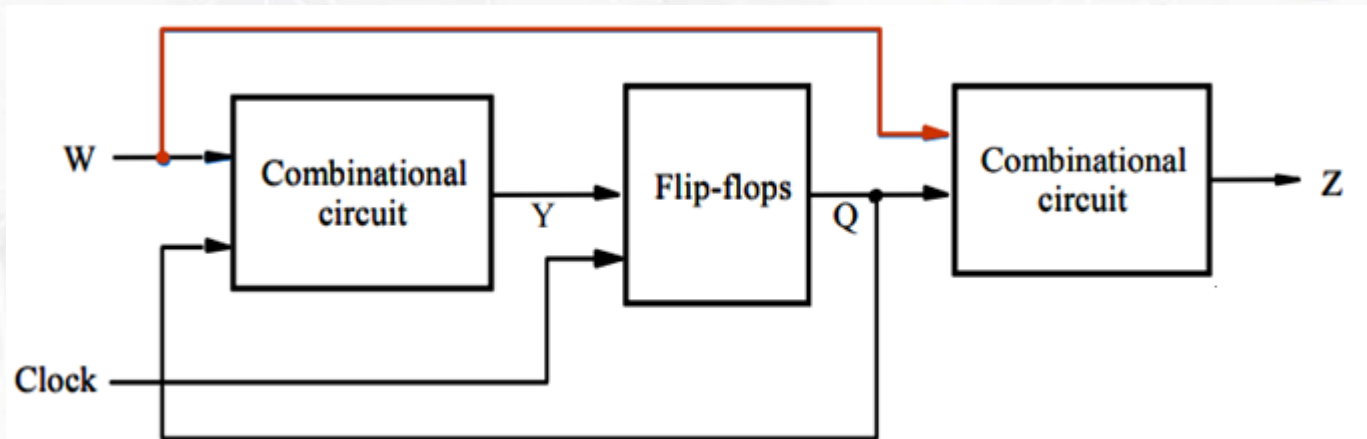 W
Combinational
circuit
Y
Flip-flops
Q
Combinational
circuit
Z
Clock